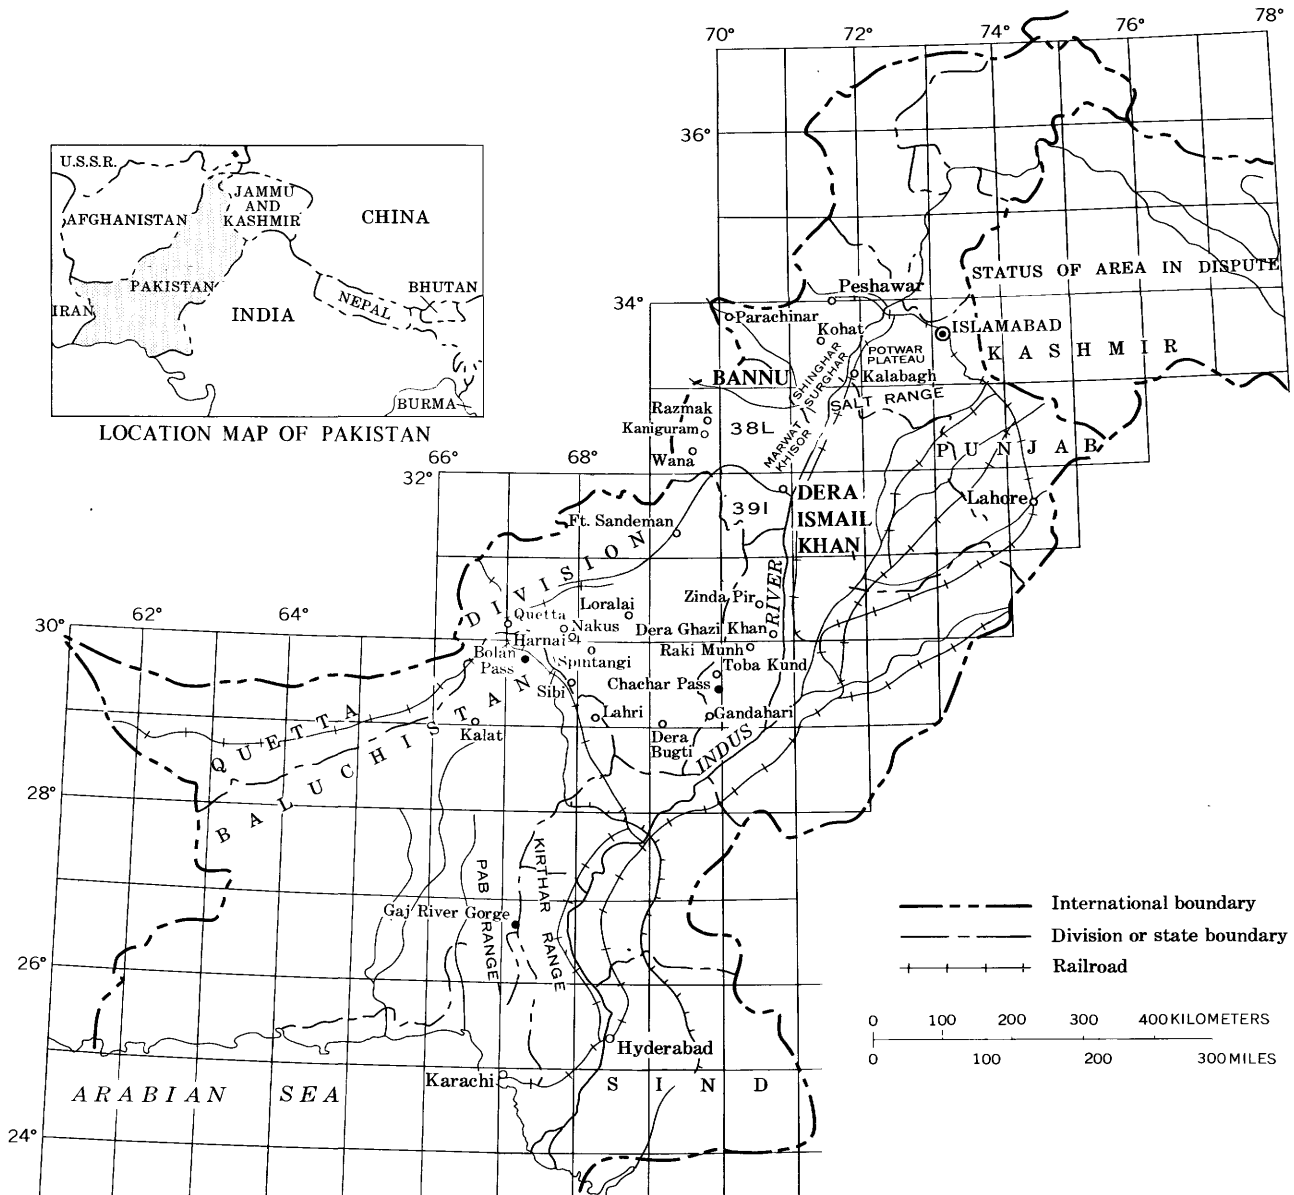 70°
72°
74°
76°
78°
36°
U.S.S.R.
JAMMU
AND
KASHMIR
AFGHANISTAN
CHINA
PAKISTAN
BHUTAN
NEPAL
IRAN
INDIA
BURMA
LOCATION MAP OF PAKISTAN
STATUS OF AREA IN DISPUTE
34°
Peshawar
Parachinar
ISLAMABAD
Kohat
POTWAR
PLATEAU
KASHMIR
BANNU
SHINGHAR
SURGHAR
Kalabagh
SALT RANGE
Razmak
Kaniguram
38L
MARWAT
KHISOR
Wana
PUNJAB
66°
68°
32°
DERA
ISMAIL
KHAN
39I
Lahore
Ft. Sandeman
DIVISION
RIVER
Zinda Pir
Loralai
62°
64°
30°
Quetta
Nakus
Dera Ghazi Khan
Harnai
Raki Munh
Bolan
Pass
Spintangi
Toba Kund
Sibi
Chachar Pass
Lahri
Gandahari
QUETTA
Kalat
Dera
Bugti
INDUS
BALUCHISTAN
28°
KIRTHAR
RANGE
PAB
RANGE
Gaj River Gorge
International boundary
Division or state boundary
Railroad
26°
0 100 200 300 400 KILOMETERS
0 100 200 300 MILES
Hyderabad
Karachi
SIND
ARABIAN SEA
24°